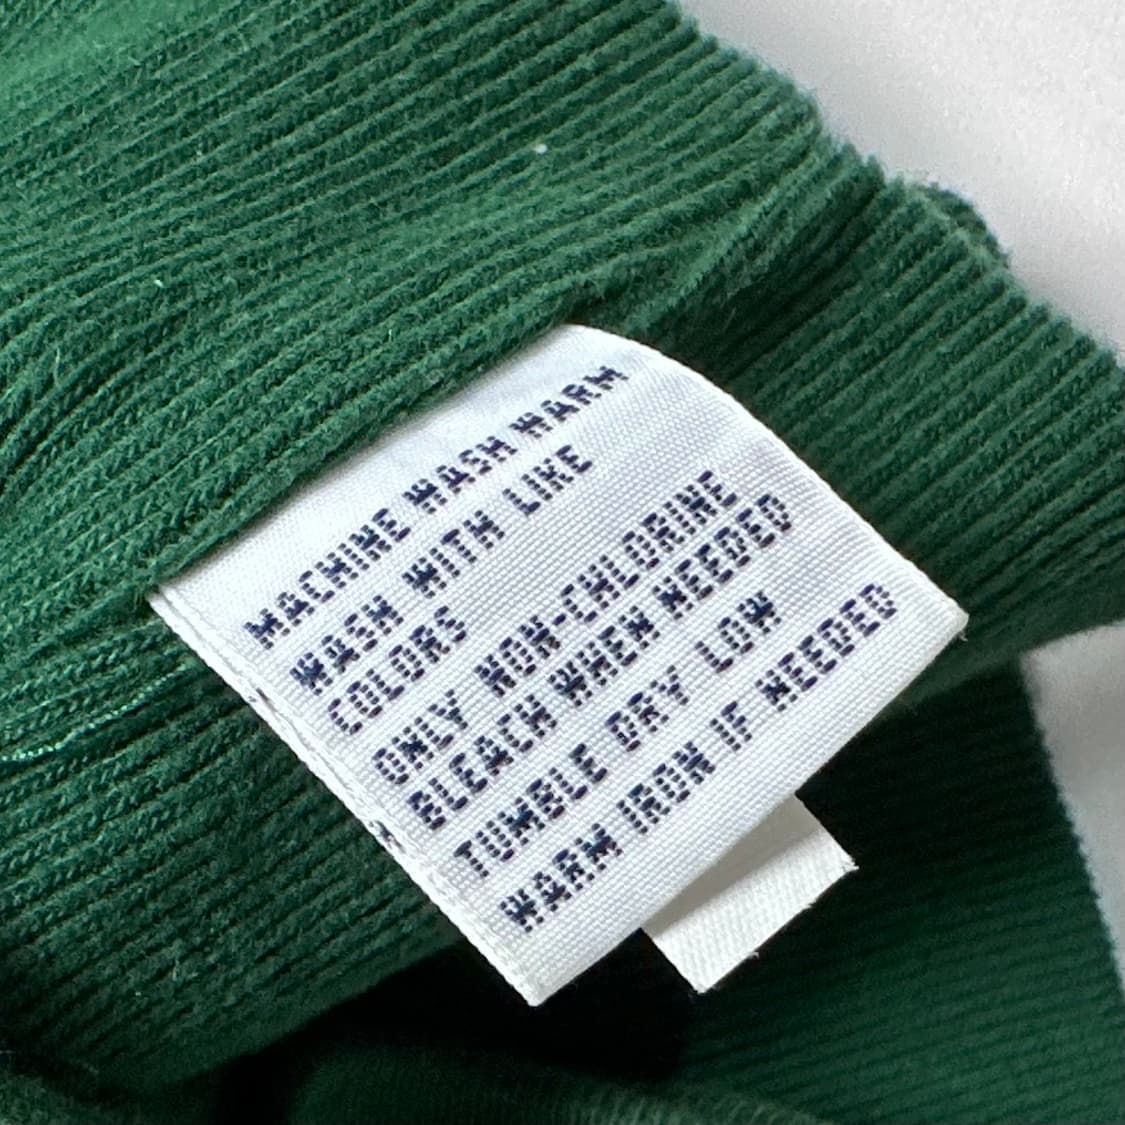 MACHINE WASH WARM
WASH WITH LIKE
COLORS
ONLY NON-CHLORINE
BLEACH WHEN NEEDED
TUMBLE DRY LOW
WARM IRON IF NEEDED